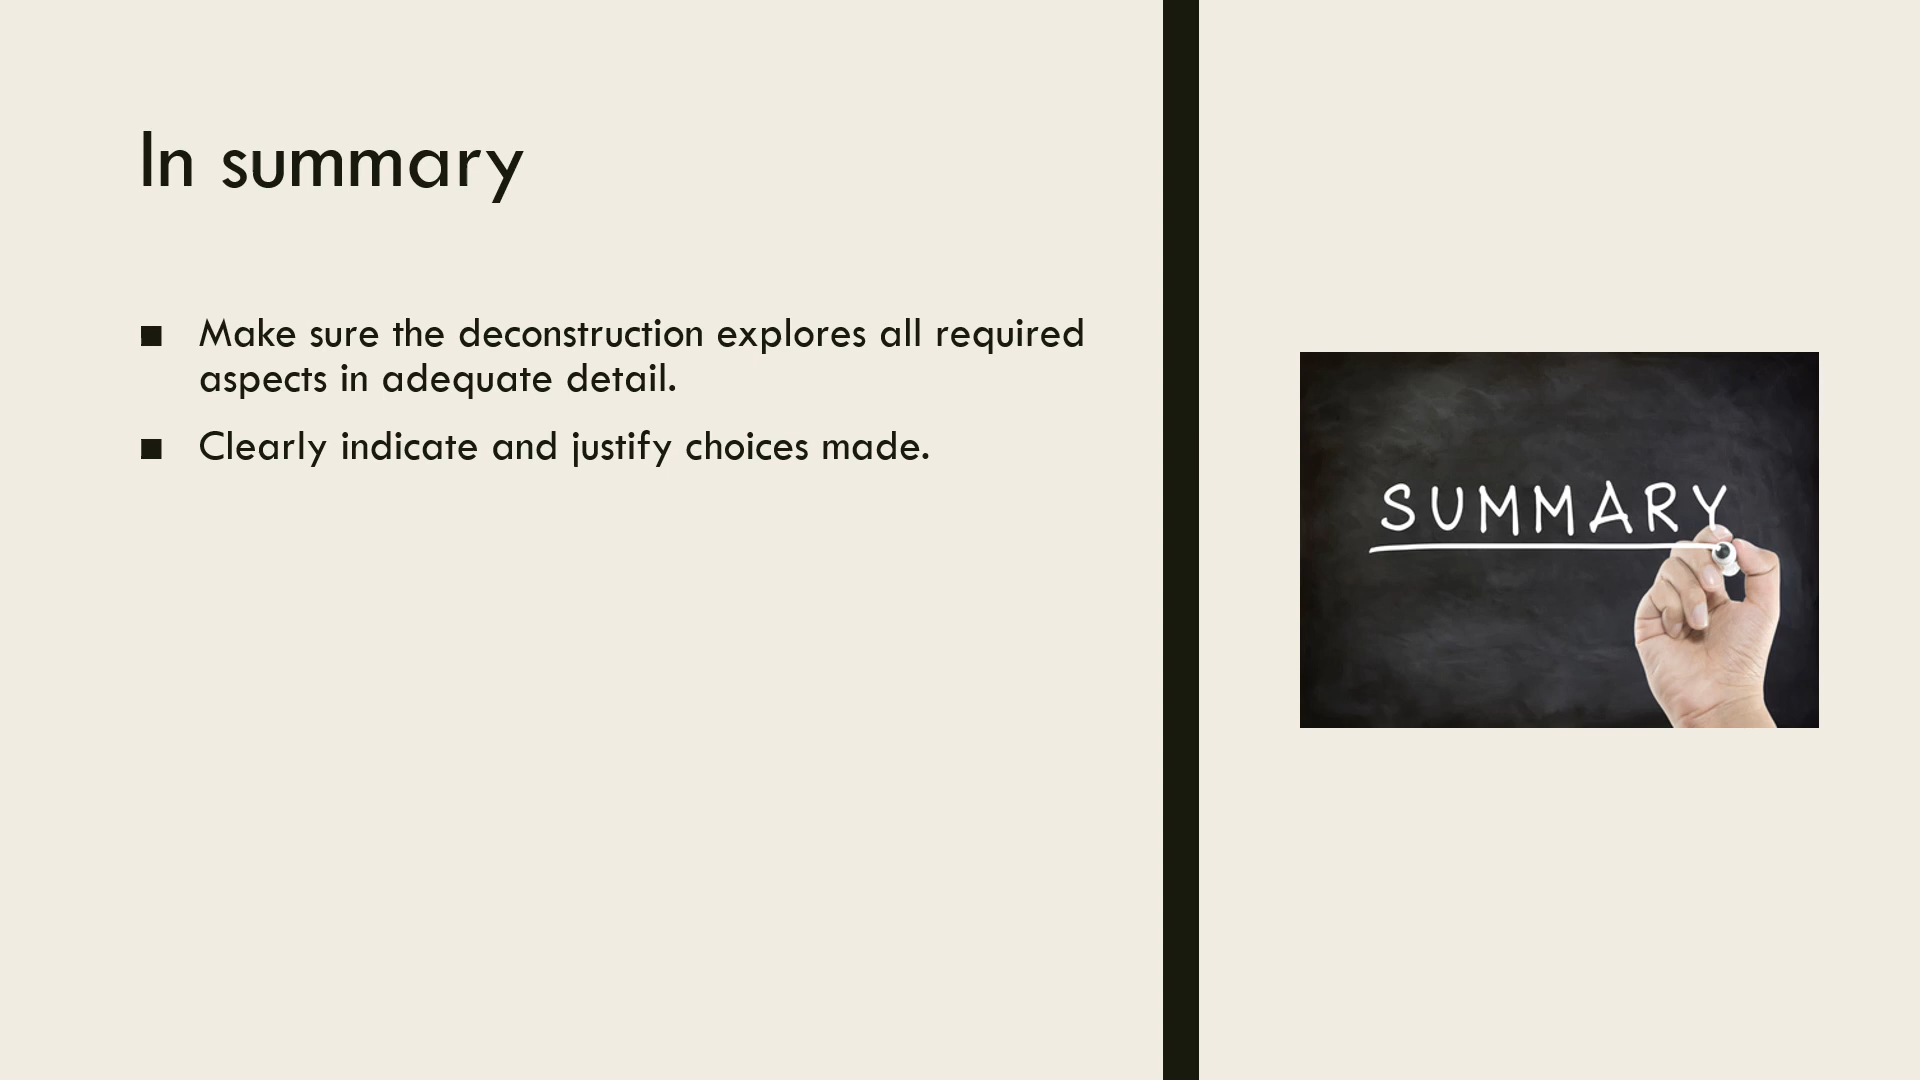 In summary
■ Make sure the deconstruction explores all required
aspects in adequate detail.
■ Clearly indicate and justify choices made.
SUMMARY